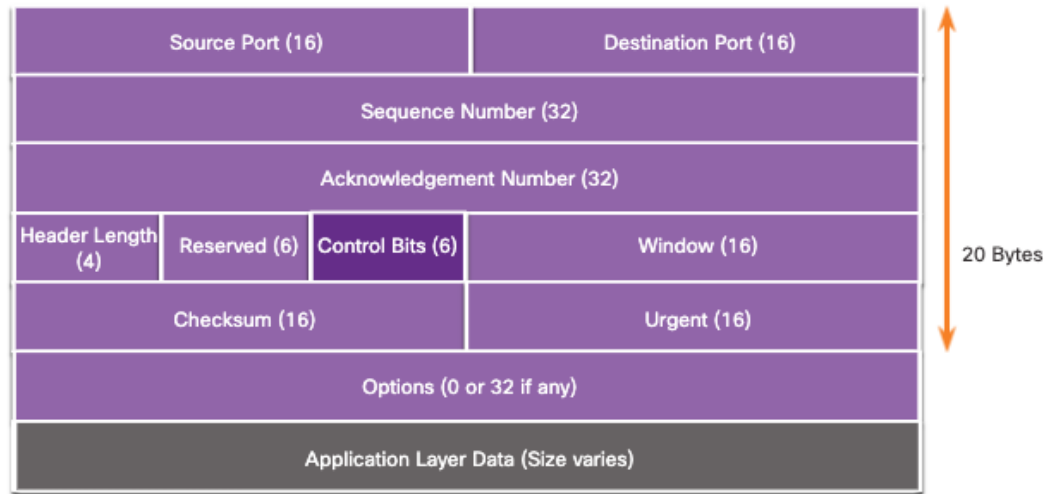 Source Port (16)
Destination Port (16)
Sequence Number (32)
Acknowledgement Number (32)
Header Length
(4)
Reserved (6)
Control Bits (6)
Window (16)
20 Bytes
Checksum (16)
Urgent (16)
Options (0 or 32 if any)
Application Layer Data (Size varies)